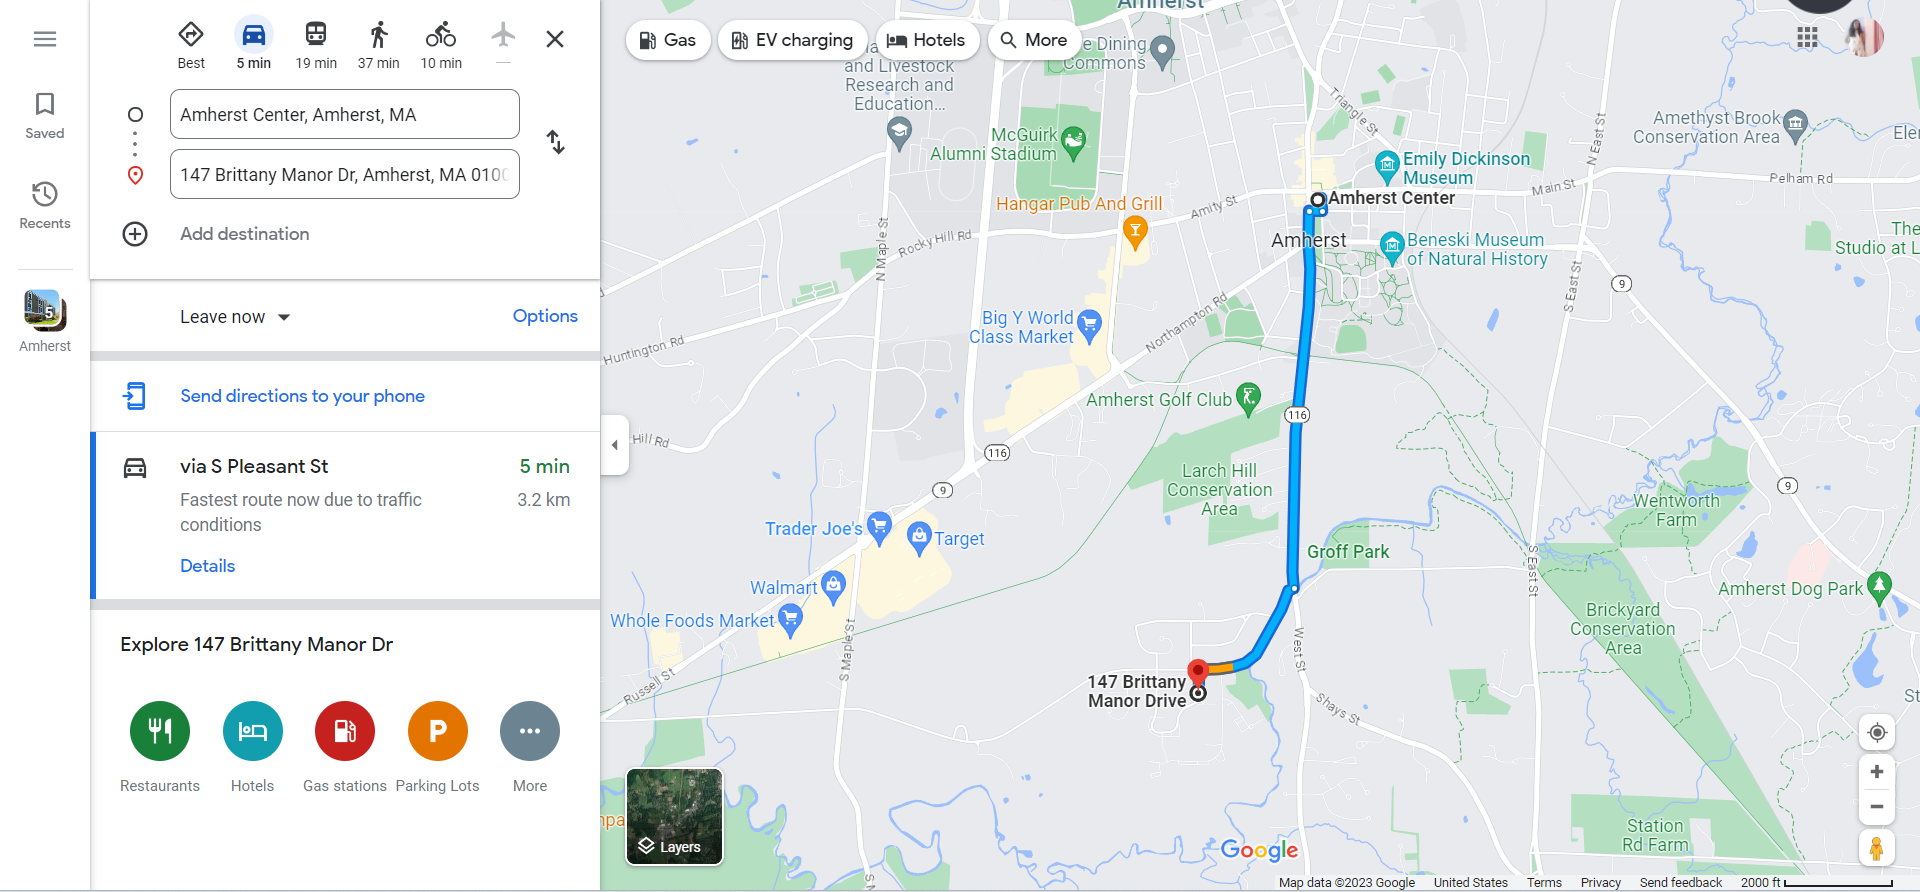 Saved
Recents
5
Amherst
Best
5 min
19 min
37 min
10 min
Amherst Center, Amherst, MA
147 Brittany Manor Dr, Amherst, MA
Add destination
Leave now
Options
Send directions to your phone
via S Pleasant St
5 min
Fastest route now due to traffic
conditions
3.2 km
Details
Explore 147 Brittany Manor Dr
Restaurants
Hotels
Gas stations
P
Parking Lots
More
Gas
EV charging
Hotels
More
Amherst
Dining
Commons
and Livestock
Research and
Education...
McGuirk
Alumni Stadium
Triangle St
N East St
Amethyst Brook
Conservation Area
Emily Dickinson
Museum
Main St
Pelham Rd
Hangar Pub And Grill
Amity St
Amherst Center
Rocky Hill Rd
N Maple St
Amherst
Beneski Museum
of Natural History
The
Studio at
S East St
9
Big Y World
Class Market
Northampton Rd
Huntington Rd
Amherst Golf Club
116
Hill Rd
116
Larch Hill
Conservation
Area
9
9
Wentworth
Farm
Trader Joe's
Target
Groff Park
S East St
Walmart
Amherst Dog Park
Whole Foods Market
Brickyard
Conservation
Area
S Maple St
West St
Russell St
147 Brittany
Manor Drive
Shays St
Station
Rd Farm
Layers
Google
Map data ©2023 Google
United States
Terms
Privacy
Send feedback
2000 ft